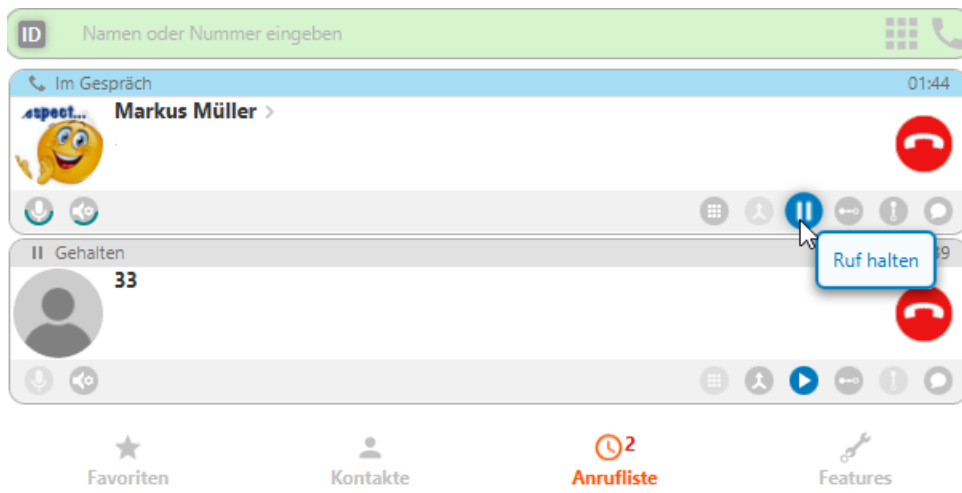 ID Namen oder Nummer eingeben
Im Gespräch 01:44
Markus Müller >
Gehalten
Ruf halten
33
2
Favoriten Kontakte Anrufliste Features